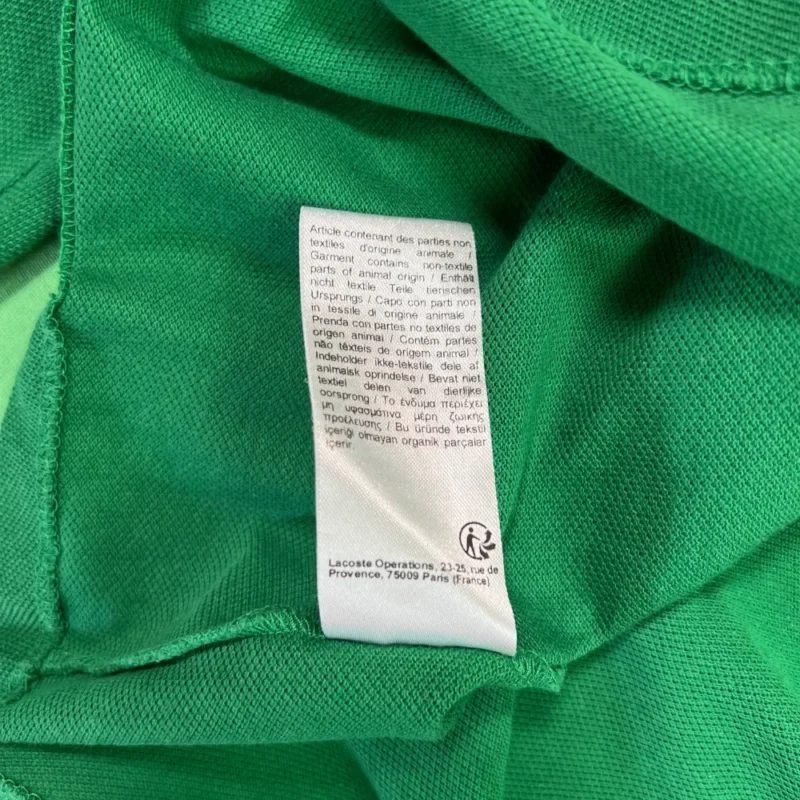 Article contenant des parties non
textiles d'origine animale /
Garment contains non-textile
parts of animal origin / Enthält
nicht textile Teile tierischen
Ursprungs / Capo con parti non
in tessile di origine animale /
Prenda con partes no textiles de
origen animal / Contém partes
não têxteis de origem animal /
Indeholder ikke-tekstile dele af
animalsk oprindelse / Bevat niet
textiel delen van dierlijke
oorsprong / Το ένδυμα περιέχει
μη υφασμάτινα μέρη ζωικής
προέλευσης / Bu üründe tekstil
içeriği olmayan organik parçalar
içerir.
Lacoste Operations, 23-25, rue de
Provence, 75009 Paris (France)